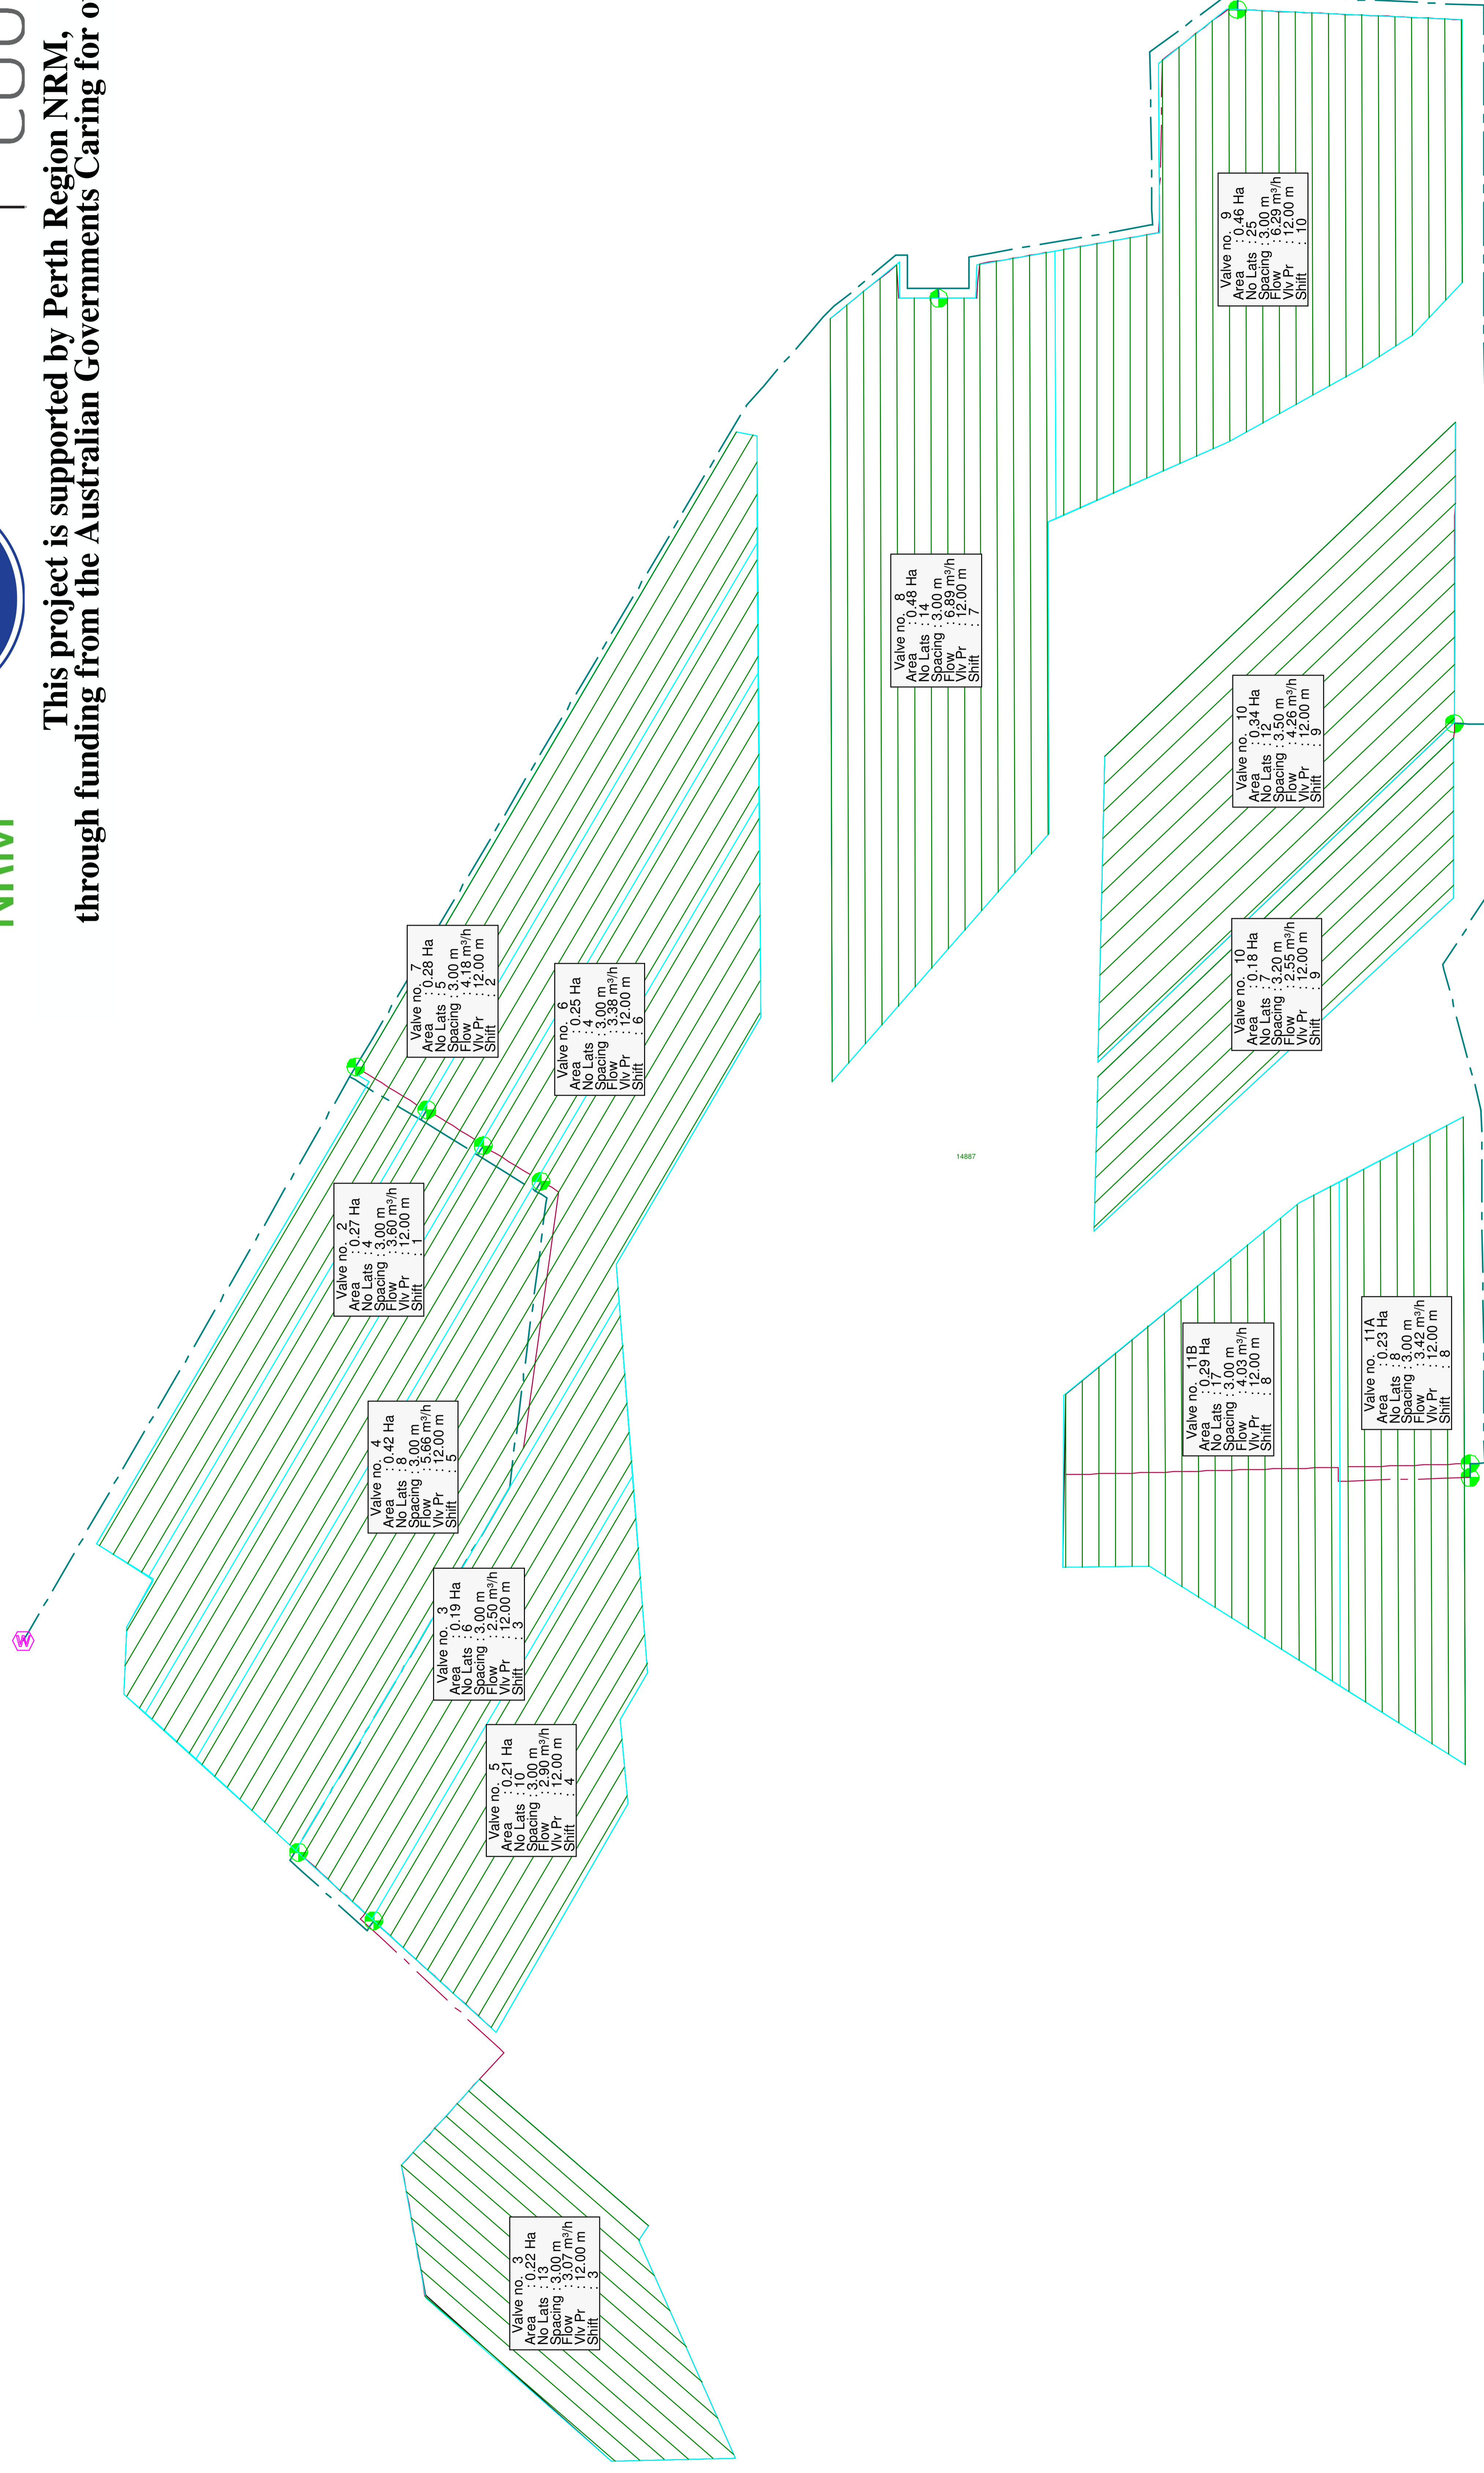 This project is supported by Perth Region NRM,
through funding from the Australian Governments Caring for
NRM
Valve no. 7
Area : 0.28 Ha
No Lats : 5
Spacing : 3.00 m
Flow : 4.18 m³/h
Vlv Pr : 12.00 m
Shift : 2
Valve no. 6
Area : 0.25 Ha
No Lats : 4
Spacing : 3.00 m
Flow : 3.38 m³/h
Vlv Pr : 12.00 m
Shift : 6
Valve no. 2
Area : 0.27 Ha
No Lats : 4
Spacing : 3.00 m
Flow : 3.60 m³/h
Vlv Pr : 12.00 m
Shift : 1
Valve no. 4
Area : 0.42 Ha
No Lats : 8
Spacing : 3.00 m
Flow : 5.66 m³/h
Vlv Pr : 12.00 m
Shift : 5
Valve no. 3
Area : 0.19 Ha
No Lats : 6
Spacing : 3.00 m
Flow : 2.50 m³/h
Vlv Pr : 12.00 m
Shift : 3
Valve no. 5
Area : 0.21 Ha
No Lats : 10
Spacing : 3.00 m
Flow : 2.90 m³/h
Vlv Pr : 12.00 m
Shift : 4
Valve no. 3
Area : 0.22 Ha
No Lats : 13
Spacing : 3.00 m
Flow : 3.07 m³/h
Vlv Pr : 12.00 m
Shift : 3
W
Valve no. 8
Area : 0.48 Ha
No Lats : 14
Spacing : 3.00 m
Flow : 6.89 m³/h
Vlv Pr : 12.00 m
Shift : 7
14887
Valve no. 9
Area : 0.46 Ha
No Lats : 25
Spacing : 3.00 m
Flow : 6.29 m³/h
Vlv Pr : 12.00 m
Shift : 10
Valve no. 10
Area : 0.34 Ha
No Lats : 12
Spacing : 3.50 m
Flow : 4.26 m³/h
Vlv Pr : 12.00 m
Shift : 9
Valve no. 10
Area : 0.18 Ha
No Lats : 7
Spacing : 3.20 m
Flow : 2.55 m³/h
Vlv Pr : 12.00 m
Shift : 9
Valve no. 11B
Area : 0.29 Ha
No Lats : 17
Spacing : 3.00 m
Flow : 4.03 m³/h
Vlv Pr : 12.00 m
Shift : 8
Valve no. 11A
Area : 0.23 Ha
No Lats : 8
Spacing : 3.00 m
Flow : 3.42 m³/h
Vlv Pr : 12.00 m
Shift : 8